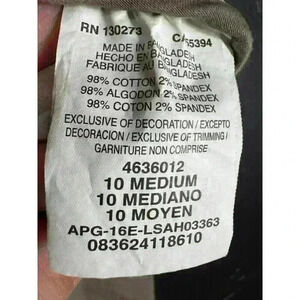 RN 130273 CA55394
MADE IN BANGLADESH
HECHO EN BANGLADESH
FABRIQUE AU BANGLADESH
98% COTTON 2% SPANDEX
98% ALGODON 2% SPANDEX
98% COTON 2% SPANDEX
EXCLUSIVE OF DECORATION / EXCEPTO
DECORACION / EXCLUSIVE OF TRIMMING /
GARNITURE NON COMPRISE
4636012
10 MEDIUM
10 MEDIANO
10 MOYEN
APG-16E-LSAH03363
083624118610